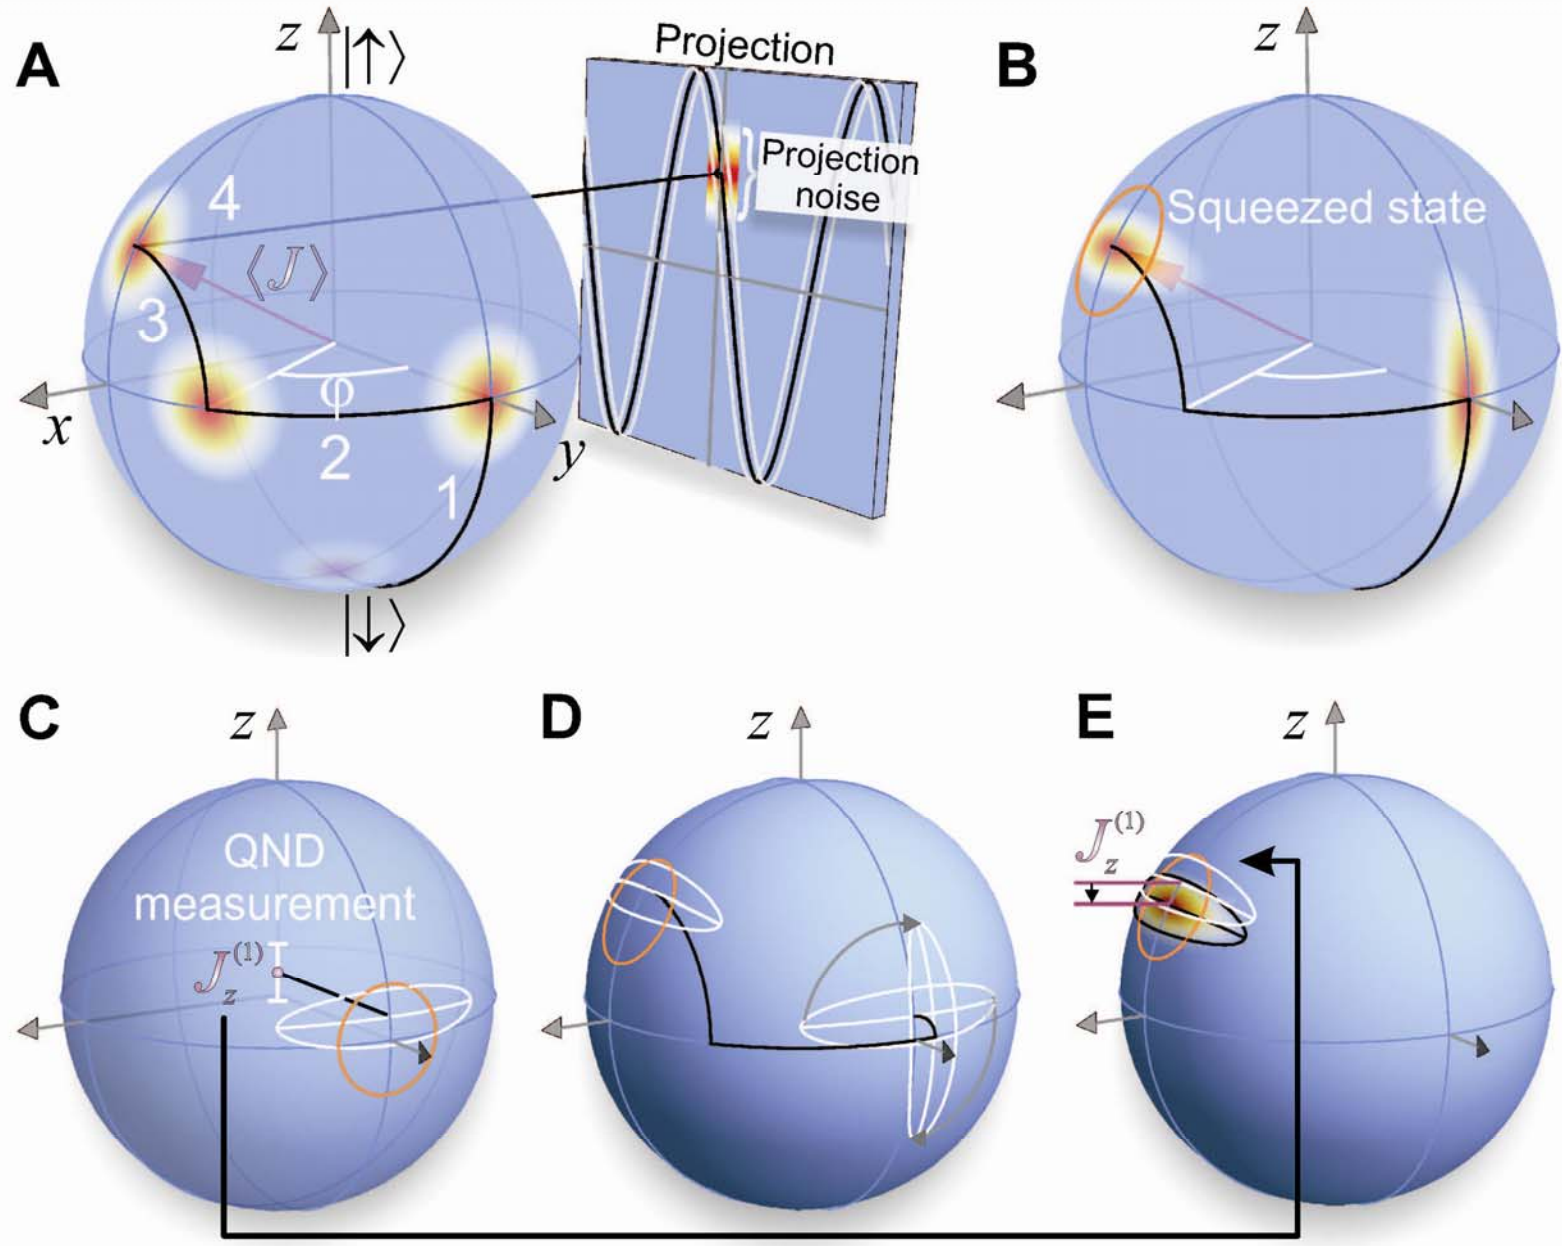 A
z
|↑⟩
Projection
Projection
noise
4
⟨J⟩
3
φ
2
1
x
y
|↓⟩
B
z
Squeezed state
C
z
QND
measurement
J_z^(1)
D
z
E
z
J_z^(1)